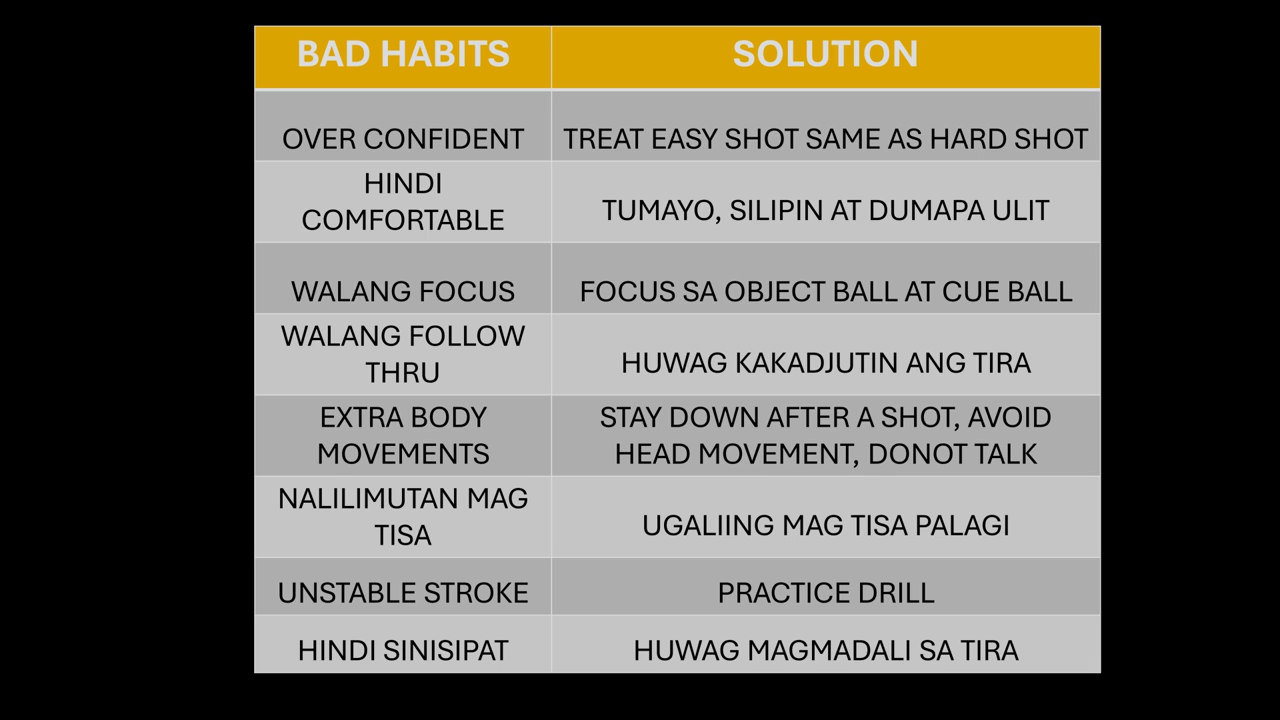 BAD HABITS
SOLUTION
OVER CONFIDENT
TREAT EASY SHOT SAME AS HARD SHOT
HINDI
COMFORTABLE
TUMAYO, SILIPIN AT DUMAPA ULIT
WALANG FOCUS
FOCUS SA OBJECT BALL AT CUE BALL
WALANG FOLLOW
THRU
HUWAG KAKADJUTIN ANG TIRA
EXTRA BODY
MOVEMENTS
STAY DOWN AFTER A SHOT, AVOID
HEAD MOVEMENT, DONOT TALK
NALILIMUTAN MAG
TISA
UGALIING MAG TISA PALAGI
UNSTABLE STROKE
PRACTICE DRILL
HINDI SINISIPAT
HUWAG MAGMADALI SA TIRA